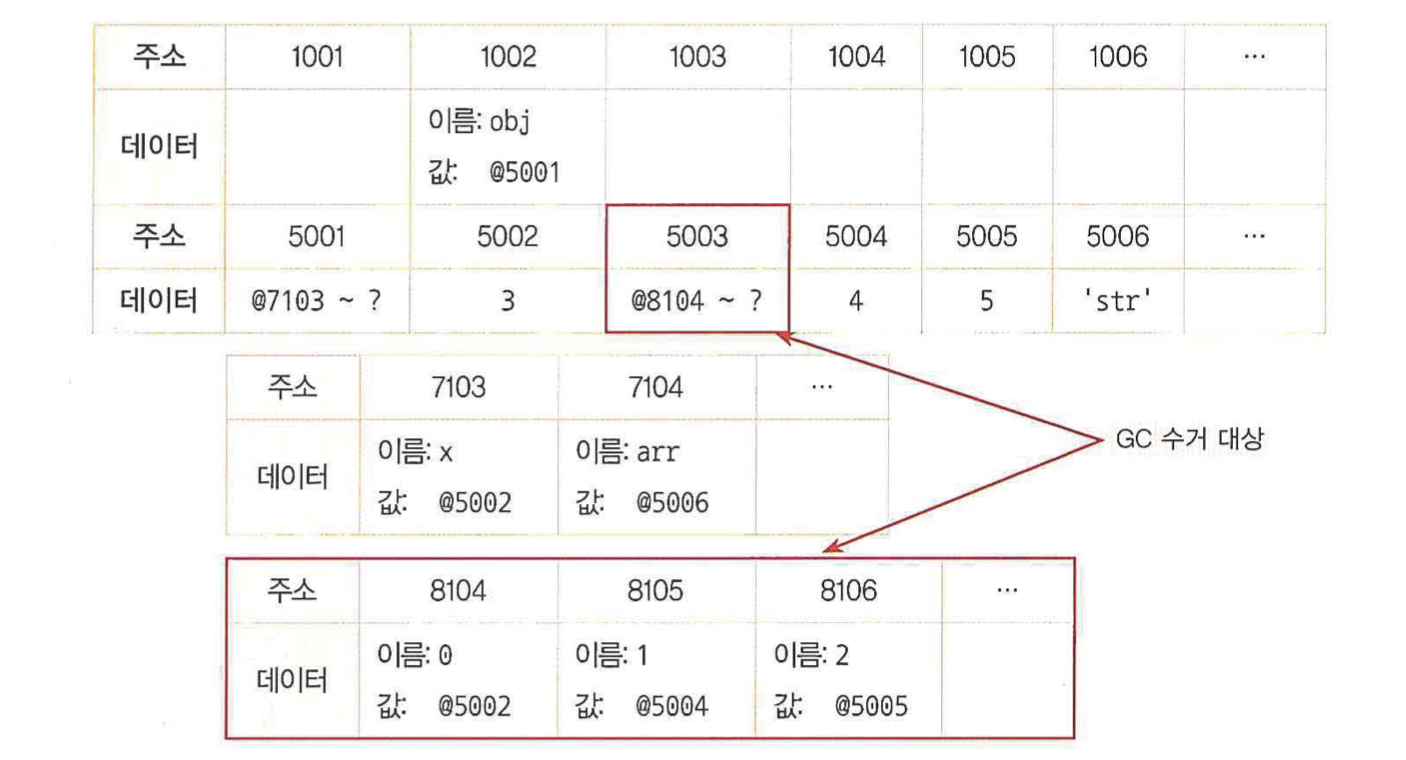 주소 1001 1002 1003 1004 1005 1006 ...
데이터 이름: obj
값: @5001
주소 5001 5002 5003 5004 5005 5006 ...
데이터 @7103 ~ ? 3 @8104 ~ ? 4 5 'str'
주소 7103 7104 ...
데이터 이름: x 이름: arr
값: @5002 값: @5006
GC 수거 대상
주소 8104 8105 8106 ...
데이터 이름: 0 이름: 1 이름: 2
값: @5002 값: @5004 값: @5005